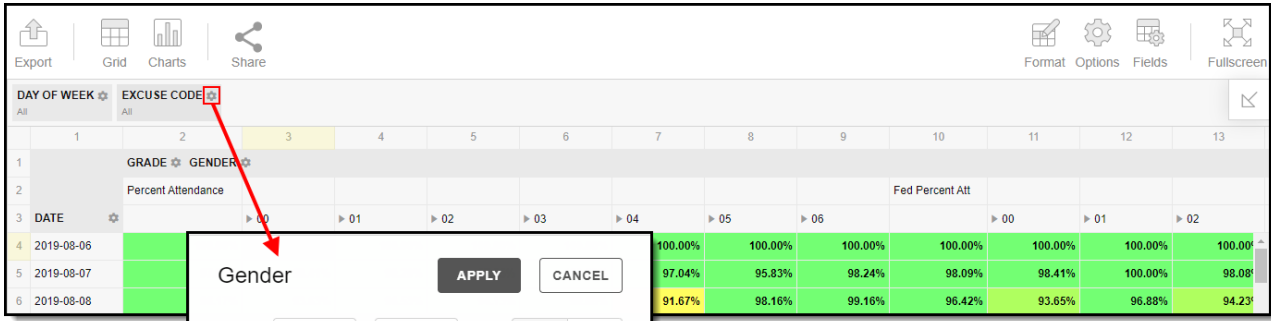 Export Grid Charts Share Format Options Fields Fullscreen
DAY OF WEEK EXCUSE CODE
All All
1 2 3 4 5 6 7 8 9 10 11 12 13
1 GRADE GENDER
2 Percent Attendance Fed Percent Att
3 DATE 00 01 02 03 04 05 06 00 01 02
4 2019-08-06 100.00% 100.00% 100.00% 100.00% 100.00% 100.00%
5 2019-08-07 97.04% 95.83% 98.24% 98.09% 98.41% 100.00%
6 2019-08-08 91.67% 98.16% 99.16% 96.42% 93.65% 96.88%
Gender APPLY CANCEL